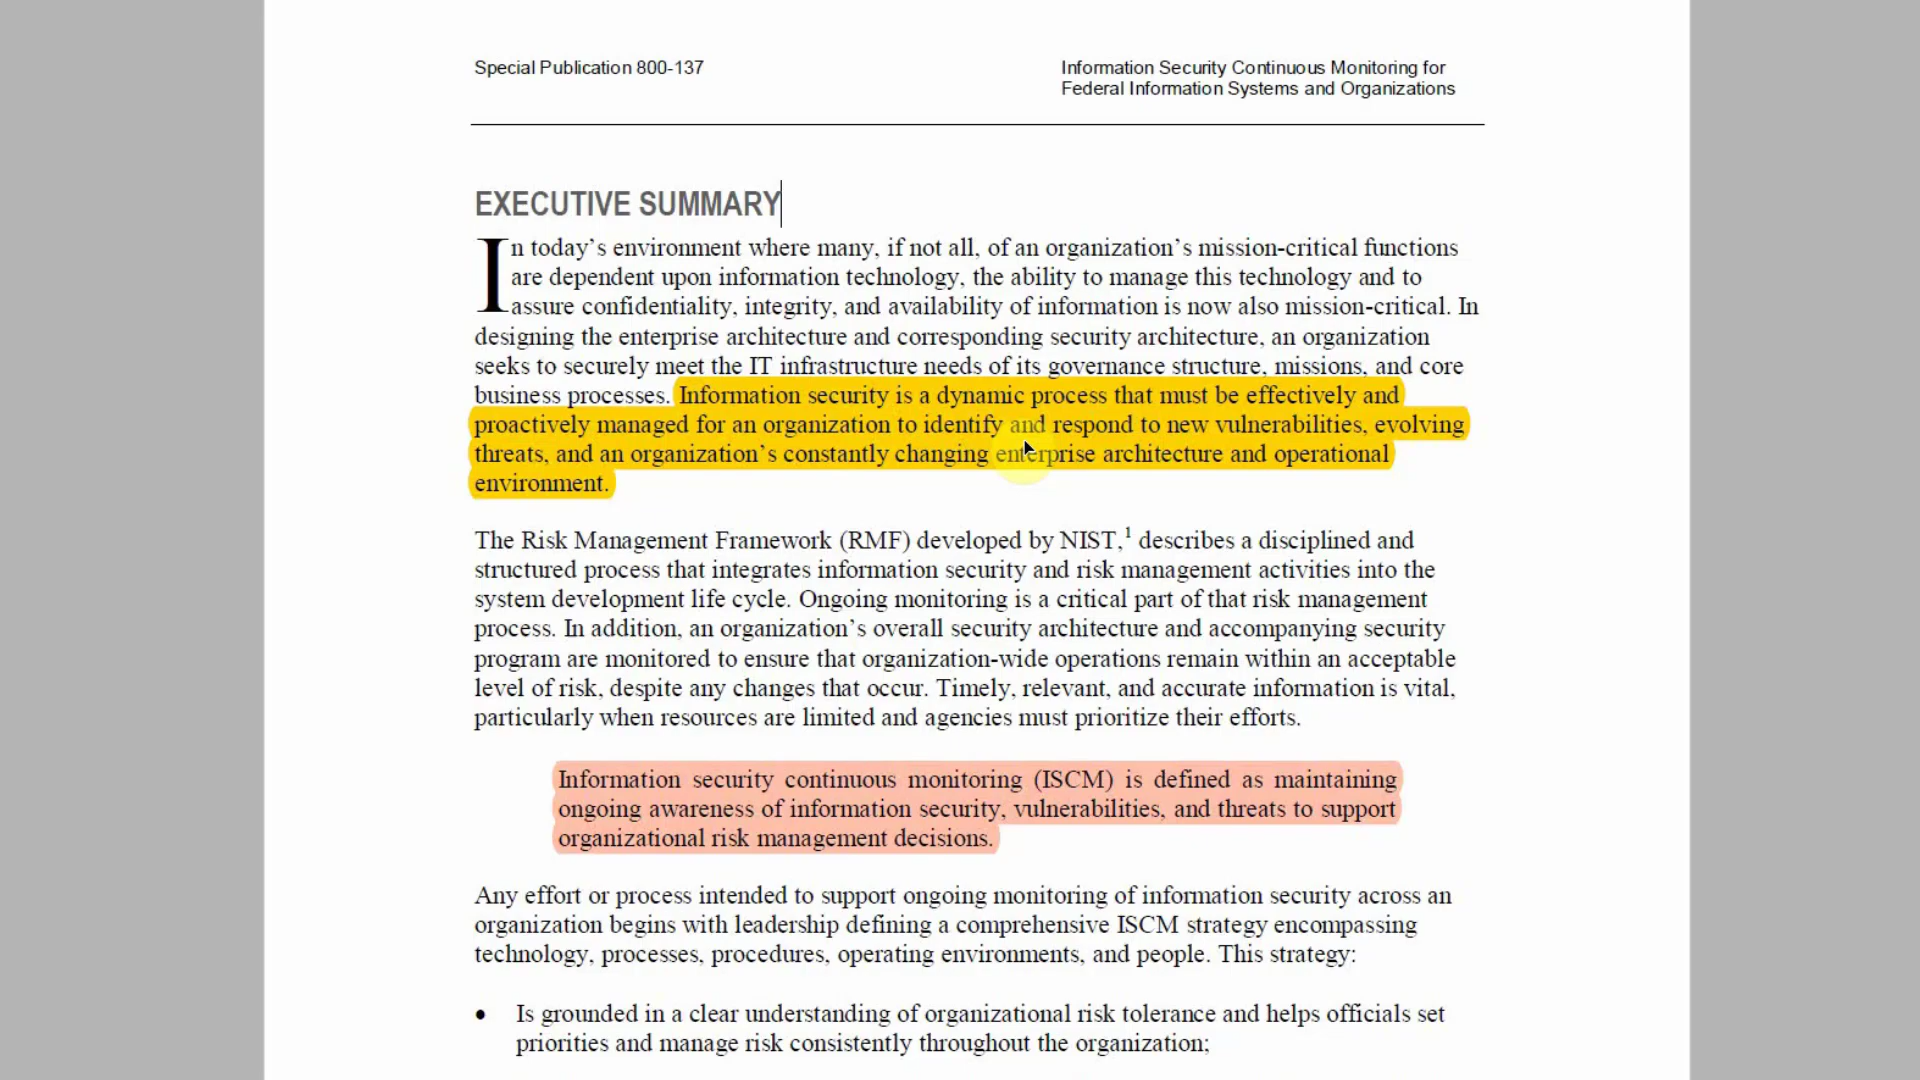 Special Publication 800-137
Information Security Continuous Monitoring for
Federal Information Systems and Organizations
EXECUTIVE SUMMARY
In today’s environment where many, if not all, of an organization’s mission-critical functions
are dependent upon information technology, the ability to manage this technology and to
assure confidentiality, integrity, and availability of information is now also mission-critical. In
designing the enterprise architecture and corresponding security architecture, an organization
seeks to securely meet the IT infrastructure needs of its governance structure, missions, and core
business processes. Information security is a dynamic process that must be effectively and
proactively managed for an organization to identify and respond to new vulnerabilities, evolving
threats, and an organization’s constantly changing enterprise architecture and operational
environment.
The Risk Management Framework (RMF) developed by NIST,1 describes a disciplined and
structured process that integrates information security and risk management activities into the
system development life cycle. Ongoing monitoring is a critical part of that risk management
process. In addition, an organization’s overall security architecture and accompanying security
program are monitored to ensure that organization-wide operations remain within an acceptable
level of risk, despite any changes that occur. Timely, relevant, and accurate information is vital,
particularly when resources are limited and agencies must prioritize their efforts.
Information security continuous monitoring (ISCM) is defined as maintaining
ongoing awareness of information security, vulnerabilities, and threats to support
organizational risk management decisions.
Any effort or process intended to support ongoing monitoring of information security across an
organization begins with leadership defining a comprehensive ISCM strategy encompassing
technology, processes, procedures, operating environments, and people. This strategy:
• Is grounded in a clear understanding of organizational risk tolerance and helps officials set
priorities and manage risk consistently throughout the organization;